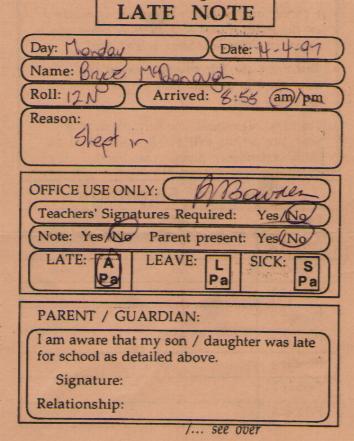 LATE NOTE
Day: Monday Date: 14-4-97
Name: Bryce McDonough
Roll: 12N Arrived: 8:55 am/pm
Reason:
Slept in
OFFICE USE ONLY: Bowden
Teachers' Signatures Required: Yes/No
Note: Yes/No Parent present: Yes/No
LATE: A LEAVE: L SICK: S
Pa Pa Pa
PARENT / GUARDIAN:
I am aware that my son / daughter was late
for school as detailed above.
Signature:
Relationship:
/... see over